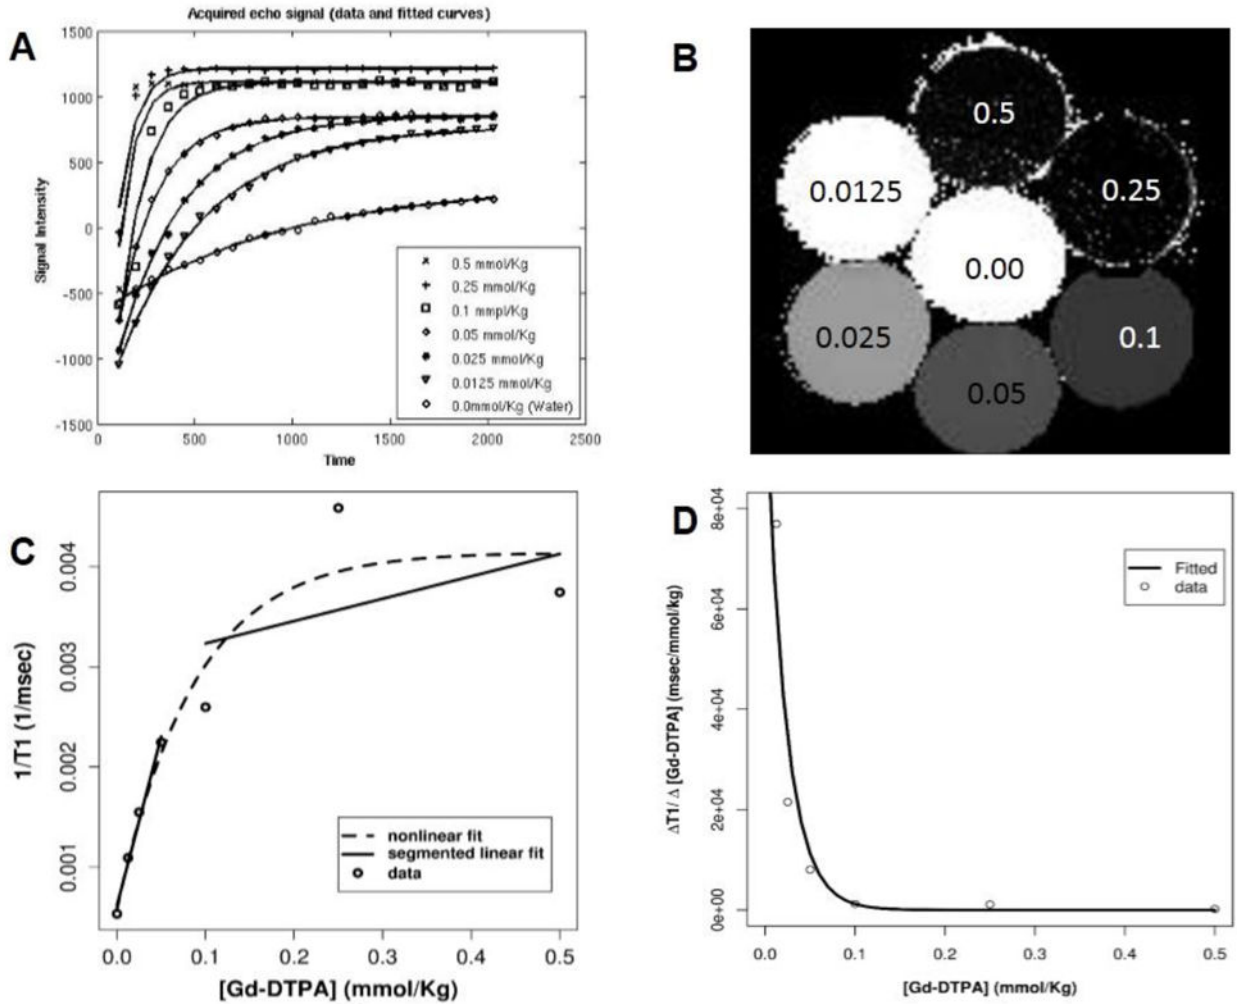 Acquired echo signal (data and fitted curves)
A
1500
1000
500
0
-500
-1000
-1500
Signal Intensity
0.5 mmol/Kg
0.25 mmol/Kg
0.1 mmpl/Kg
0.05 mmol/Kg
0.025 mmol/Kg
0.0125 mmol/Kg
0.0mmol/Kg (Water)
0 500 1000 1500 2000 2500
Time
B
0.5
0.0125
0.25
0.00
0.025
0.1
0.05
C
0.004
0.003
0.002
0.001
1/T1 (1/msec)
nonlinear fit
segmented linear fit
data
0.0 0.1 0.2 0.3 0.4 0.5
[Gd-DTPA] (mmol/Kg)
D
8e+04
6e+04
4e+04
2e+04
0e+00
ΔT1/ Δ [Gd-DTPA] (msec/mmol/kg)
Fitted
data
0.0 0.1 0.2 0.3 0.4 0.5
[Gd-DTPA] (mmol/Kg)